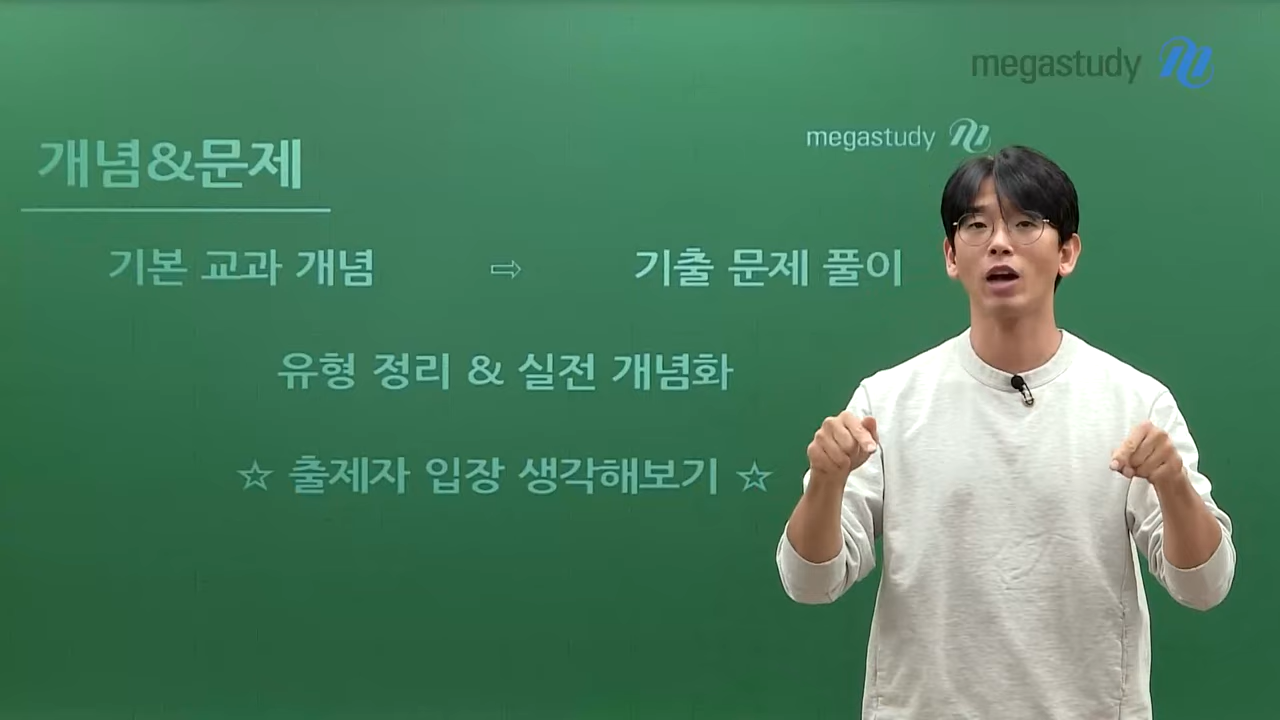 megastudy
megastudy
개념&문제
기본 교과 개념 ⇨ 기출 문제 풀이
유형 정리 & 실전 개념화
☆ 출제자 입장 생각해보기 ☆